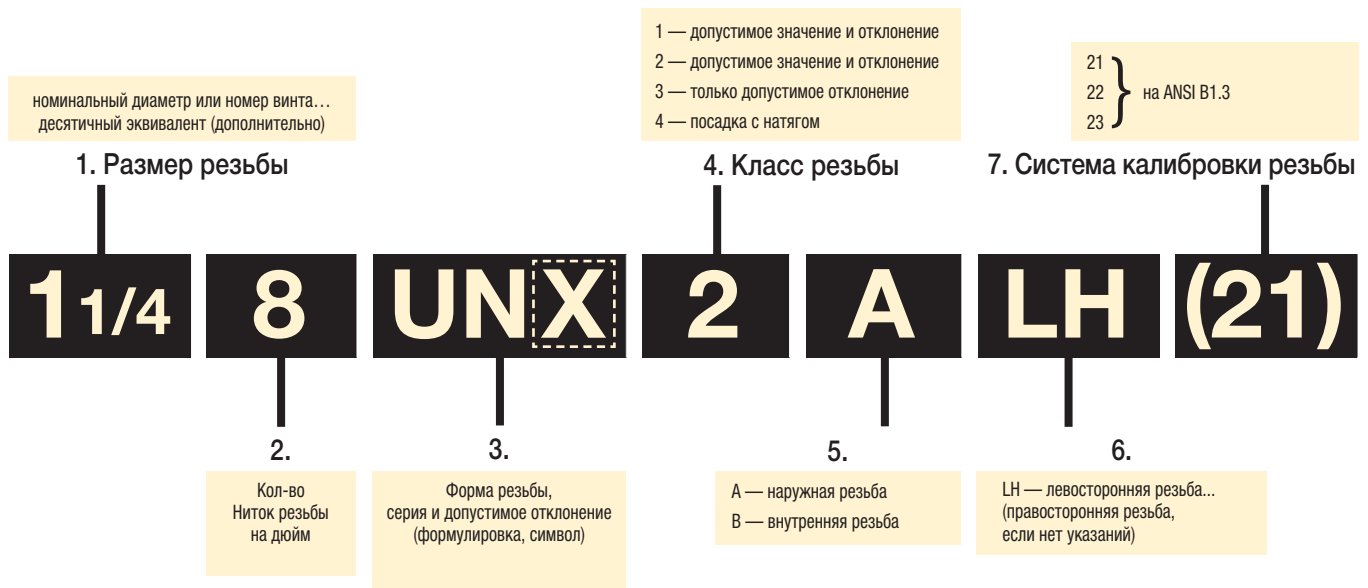 номинальный диаметр или номер винта…
десятичный эквивалент (дополнительно)
1. Размер резьбы
1 — допустимое значение и отклонение
2 — допустимое значение и отклонение
3 — только допустимое отклонение
4 — посадка с натягом
4. Класс резьбы
21
22
23
} на ANSI B1.3
7. Система калибровки резьбы
1 1/4 8 UNX 2 A LH (21)
2.
Кол-во
Ниток резьбы
на дюйм
3.
Форма резьбы,
серия и допустимое отклонение
(формулировка, символ)
5.
A — наружная резьба
B — внутренняя резьба
6.
LH — левосторонняя резьба...
(правосторонняя резьба,
если нет указаний)